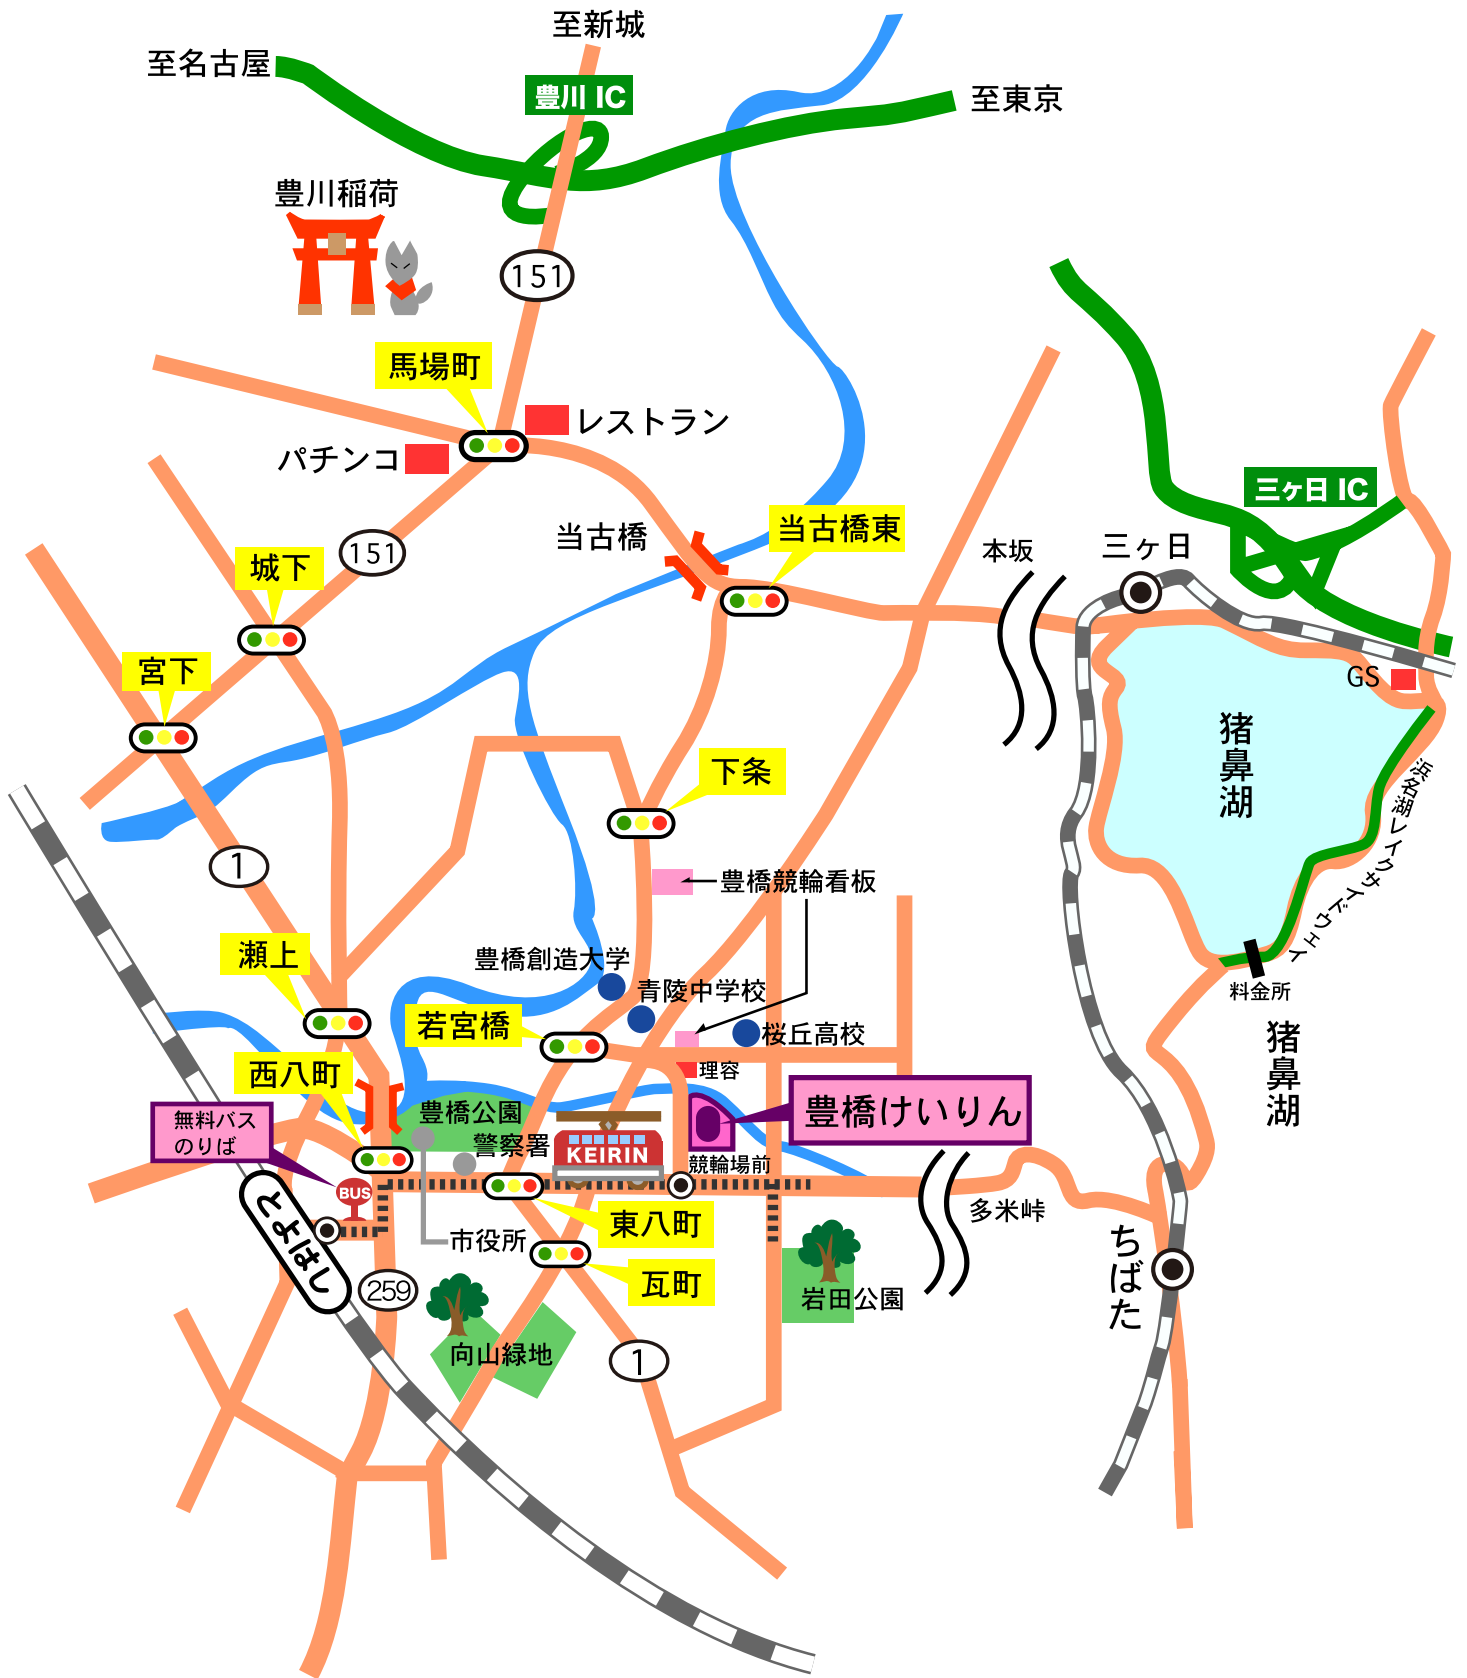 至新城
至名古屋
豊川 IC
至東京
豊川稲荷
151
馬場町
レストラン
パチンコ
三ヶ日 IC
当古橋東
当古橋
本坂
三ヶ日
151
城下
宮下
GS
猪鼻湖
下条
浜名湖レイクサイドウェイ
1
豊橋競輪看板
瀬上
豊橋創造大学
青陵中学校
料金所
若宮橋
桜丘高校
猪鼻湖
西八町
理容
無料バス
のりば
豊橋公園
豊橋けいりん
警察署
KEIRIN
競輪場前
BUS
とよはし
東八町
多米峠
市役所
ちばた
瓦町
259
岩田公園
向山緑地
1